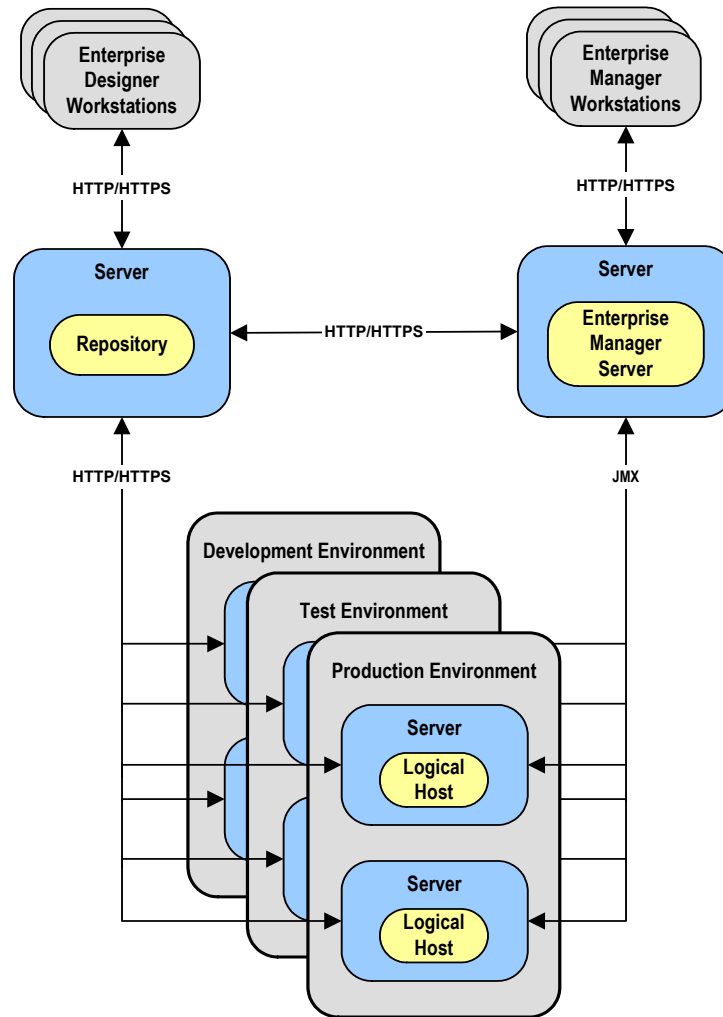 Enterprise
Designer
Workstations
Enterprise
Manager
Workstations
HTTP/HTTPS
HTTP/HTTPS
Server
Repository
HTTP/HTTPS
Server
Enterprise
Manager
Server
HTTP/HTTPS
JMX
Development Environment
Test Environment
Production Environment
Server
Logical
Host
Server
Logical
Host